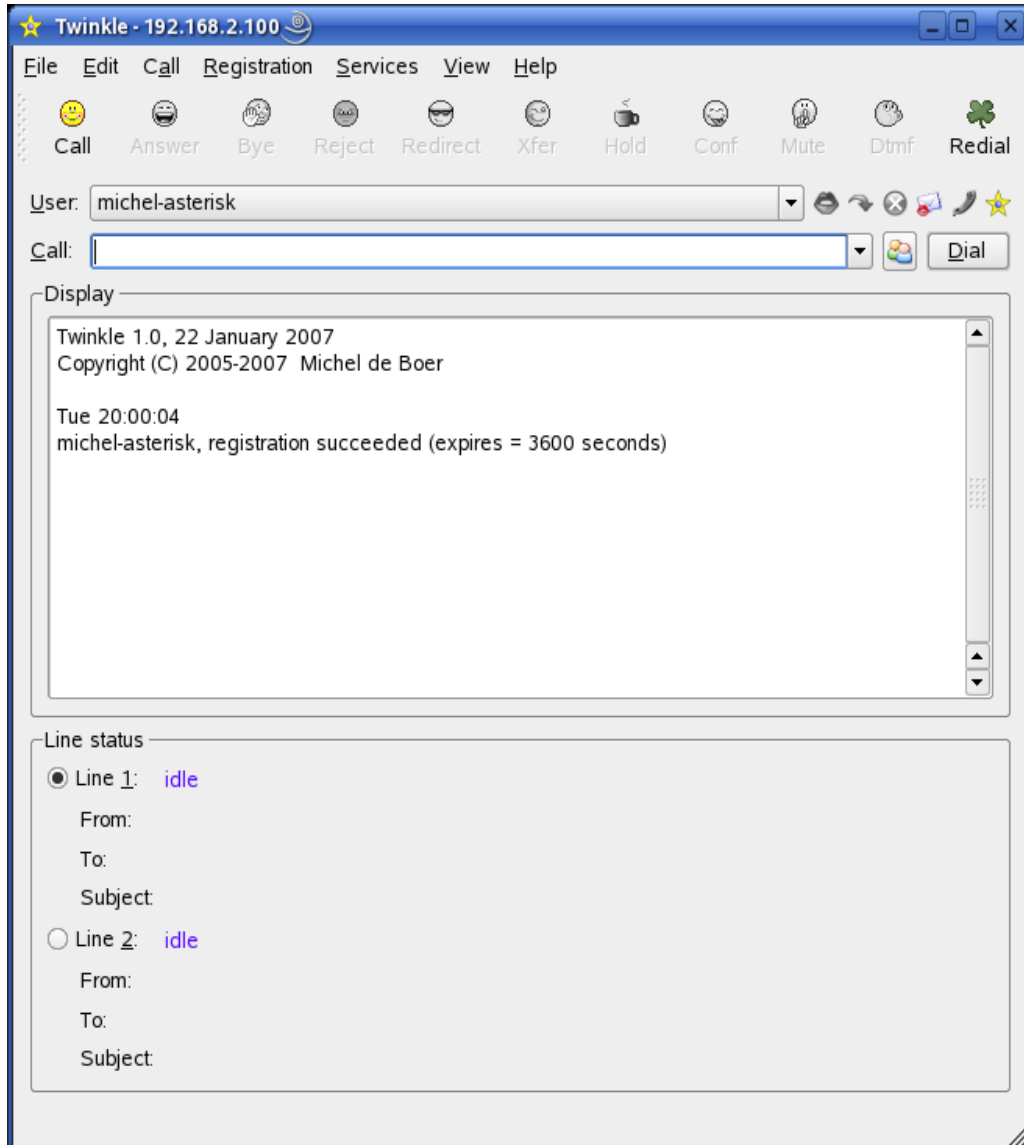 Twinkle - 192.168.2.100
File Edit Call Registration Services View Help
Call Answer Bye Reject Redirect Xfer Hold Conf Mute Dtmf Redial
User: michel-asterisk
Call: Dial
Display
Twinkle 1.0, 22 January 2007
Copyright (C) 2005-2007 Michel de Boer
Tue 20:00:04
michel-asterisk, registration succeeded (expires = 3600 seconds)
Line status
Line 1: idle
From:
To:
Subject:
Line 2: idle
From:
To:
Subject: